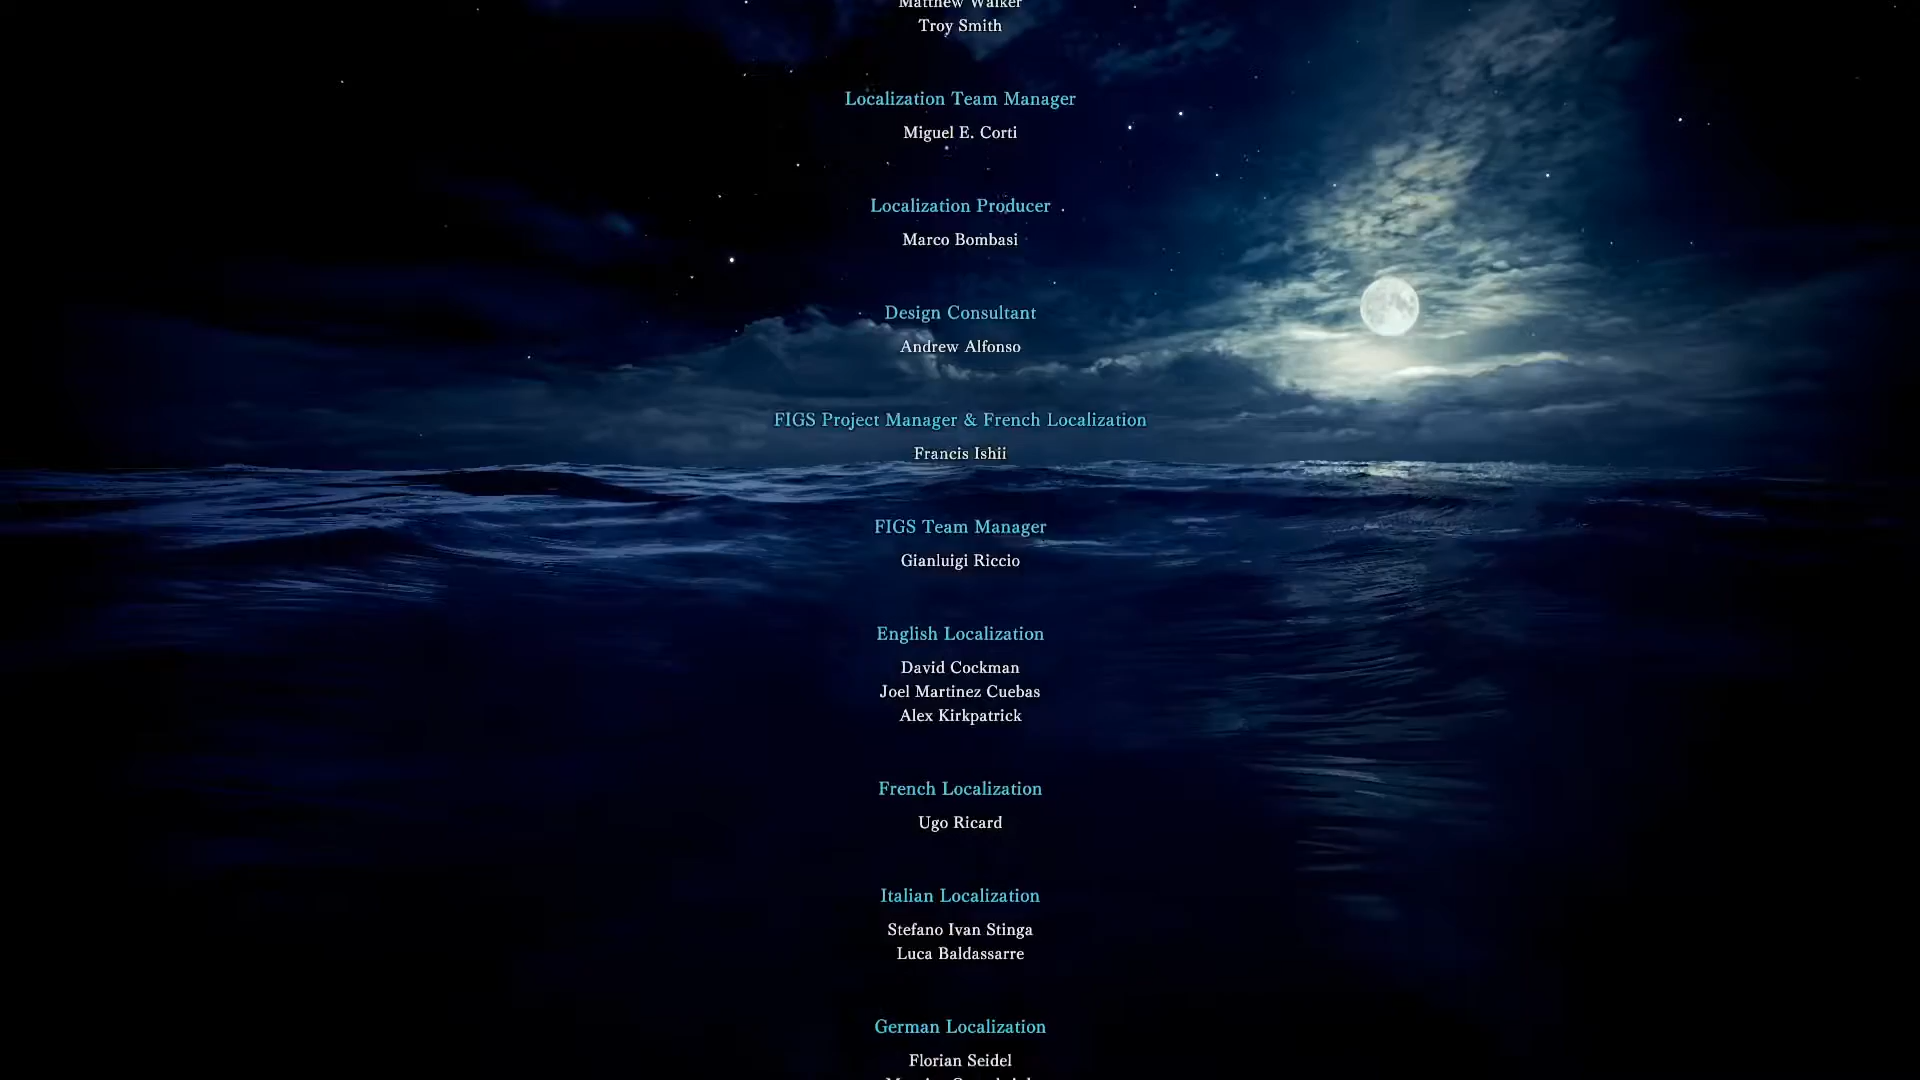 Matthew Walker
Troy Smith
Localization Team Manager
Miguel E. Corti
Localization Producer
Marco Bombasi
Design Consultant
Andrew Alfonso
FIGS Project Manager & French Localization
Francis Ishii
FIGS Team Manager
Gianluigi Riccio
English Localization
David Cockman
Joel Martinez Cuebas
Alex Kirkpatrick
French Localization
Ugo Ricard
Italian Localization
Stefano Ivan Stinga
Luca Baldassarre
German Localization
Florian Seidel